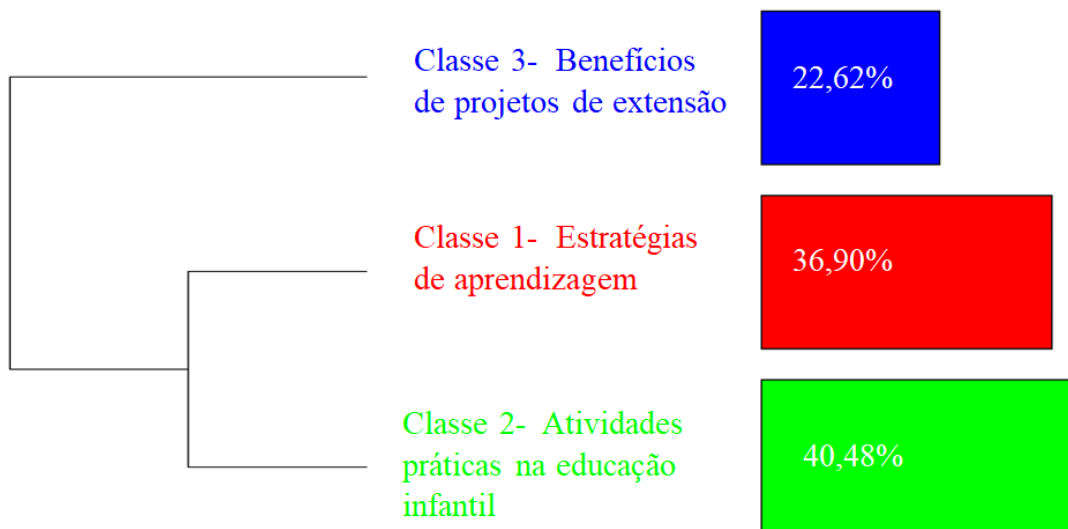 Classe 3- Benefícios
de projetos de extensão
22,62%
Classe 1- Estratégias
de aprendizagem
36,90%
Classe 2- Atividades
práticas na educação
infantil
40,48%